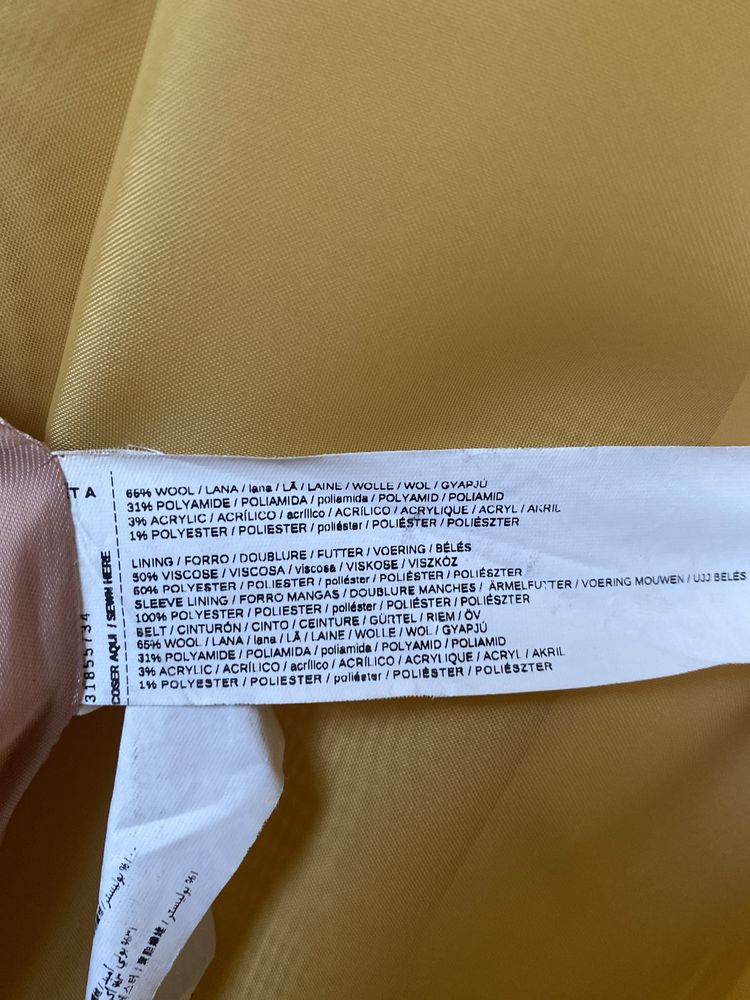 65% WOOL / LANA / lana / LÃ / LAINE / WOLLE / WOL / GYAPJÚ
31% POLYAMIDE / POLIAMIDA / poliamida / POLYAMID / POLIAMID
3% ACRYLIC / ACRÍLICO / acrílico / ACRÍLICO / ACRYLIQUE / ACRYL / AKRIL
1% POLYESTER / POLIESTER / poliéster / POLIÉSTER / POLIÉSZTER
LINING / FORRO / DOUBLURE / FUTTER / VOERING / BÉLÉS
50% VISCOSE / VISCOSA / viscosa / VISKOSE / VISZKÓZ
60% POLYESTER / POLIESTER / poliéster / POLIÉSTER / POLIÉSZTER
SLEEVE LINING / FORRO MANGAS / DOUBLURE MANCHES / ÄRMELFUTTER / VOERING MOUWEN / UJJ BÉLÉS
100% POLYESTER / POLIESTER / poliéster / POLIÉSTER / POLIÉSZTER
BELT / CINTURÓN / CINTO / CEINTURE / GÜRTEL / RIEM / ÖV
65% WOOL / LANA / lana / LÃ / LAINE / WOLLE / WOL / GYAPJÚ
31% POLYAMIDE / POLIAMIDA / poliamida / POLYAMID / POLIAMID
3% ACRYLIC / ACRÍLICO / acrílico / ACRÍLICO / ACRYLIQUE / ACRYL / AKRIL
1% POLYESTER / POLIESTER / poliéster / POLIÉSTER / POLIÉSZTER
T A
31855734
COSER AQUI / SEWN HERE